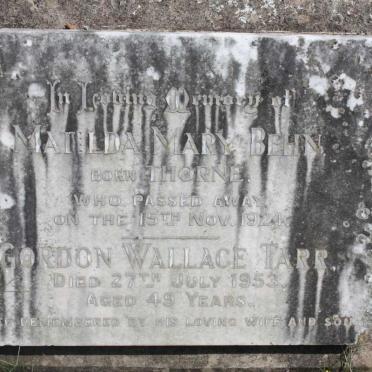 In Loving Memory of
Matilda Mary Behn.
BORN THORNE.
WHO PASSED AWAY
ON THE 15TH NOV. 1924.
Gordon Wallace Tarr.
Died 27th July 1953.
AGED 49 YEARS.
REMEMBERED BY HIS LOVING WIFE AND SON.